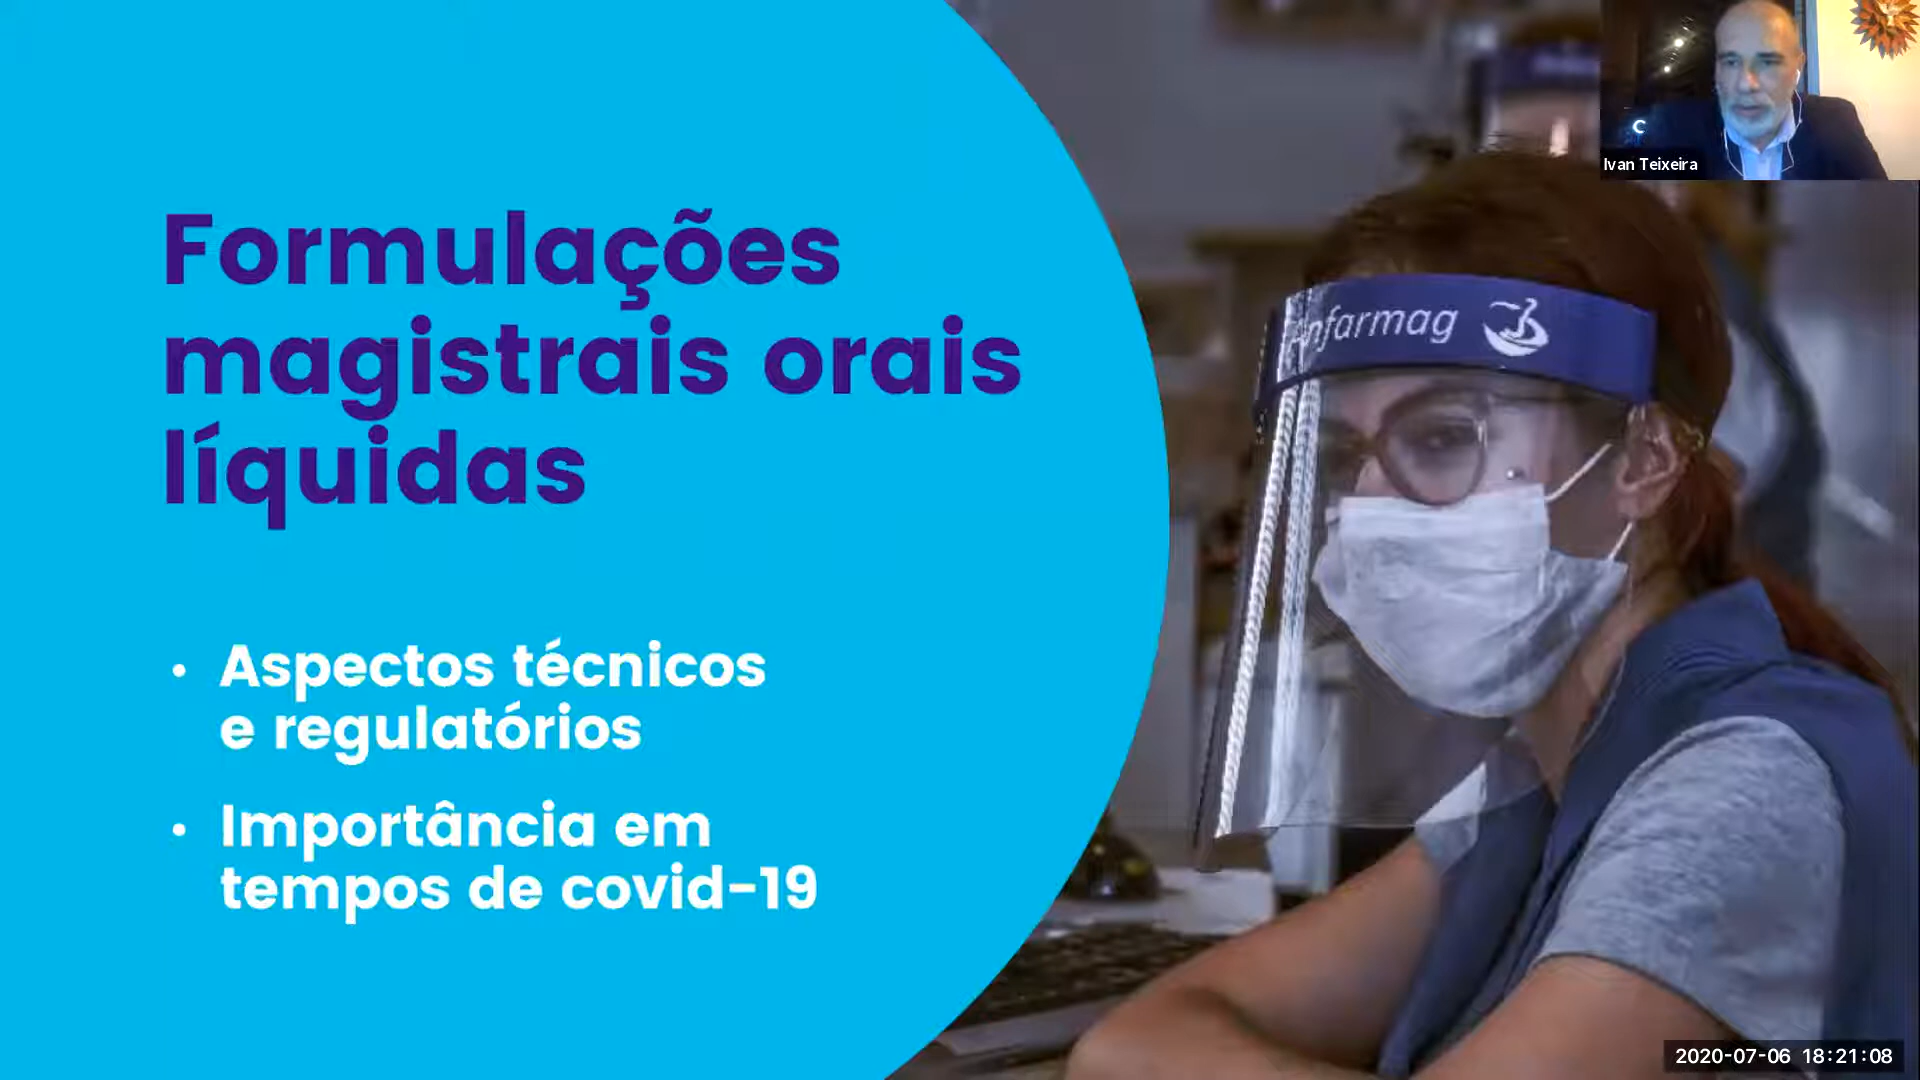 Formulações
magistrais orais
líquidas
• Aspectos técnicos
e regulatórios
• Importância em
tempos de covid-19
Anfarmag
Ivan Teixeira
2020-07-06 18:21:08